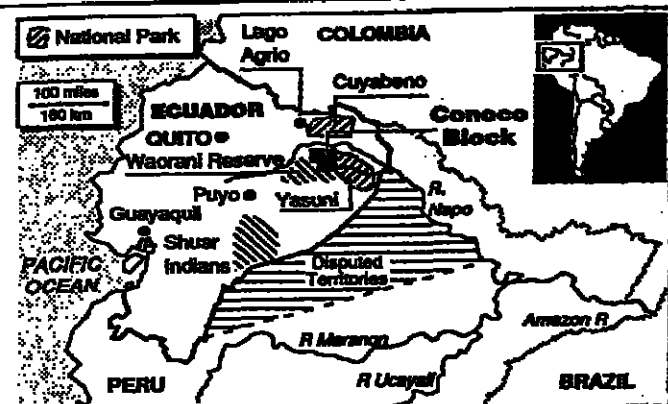 National Park
Lago
Agrio
COLOMBIA
100 miles
160 km
Cuyabeno
ECUADOR
Conoco
Block
QUITO
Waorani Reserve
Puyo
Yasuni
R.
Napo
Guayaquil
Shuar
Indians
PACIFIC
OCEAN
Disputed
Territories
Amazon R
R Maranon
R Ucayali
PERU
BRAZIL